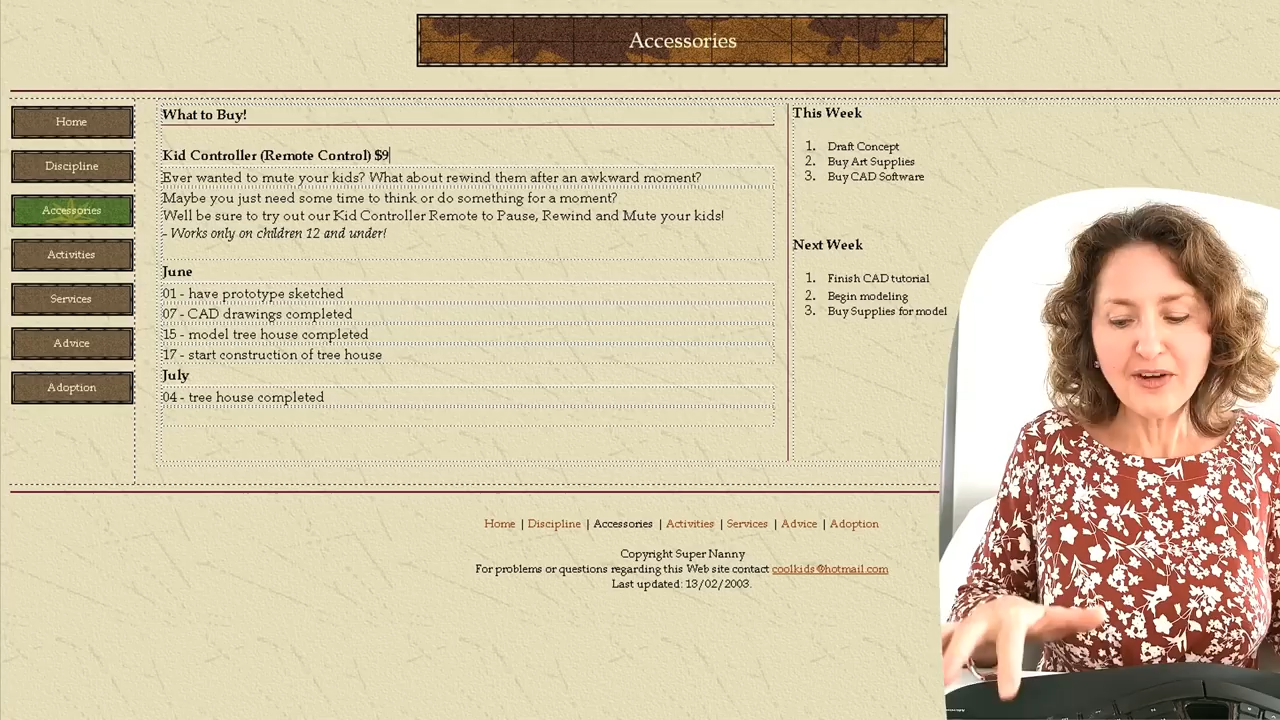 Accessories
Home
Discipline
Accessories
Activities
Services
Advice
Adoption
What to Buy!
Kid Controller (Remote Control) $9
Ever wanted to mute your kids? What about rewind them after an awkward moment?
Maybe you just need some time to think or do something for a moment?
Well be sure to try out our Kid Controller Remote to Pause, Rewind and Mute your kids!
- Works only on children 12 and under!
June
01 - have prototype sketched
07 - CAD drawings completed
15 - model tree house completed
17 - start construction of tree house
July
04 - tree house completed
This Week
1. Draft Concept
2. Buy Art Supplies
3. Buy CAD Software
Next Week
1. Finish CAD tutorial
2. Begin modeling
3. Buy Supplies for model
Home | Discipline | Accessories | Activities | Services | Advice | Adoption
Copyright Super Nanny
For problems or questions regarding this Web site contact coolkids@hotmail.com
Last updated: 13/02/2003.